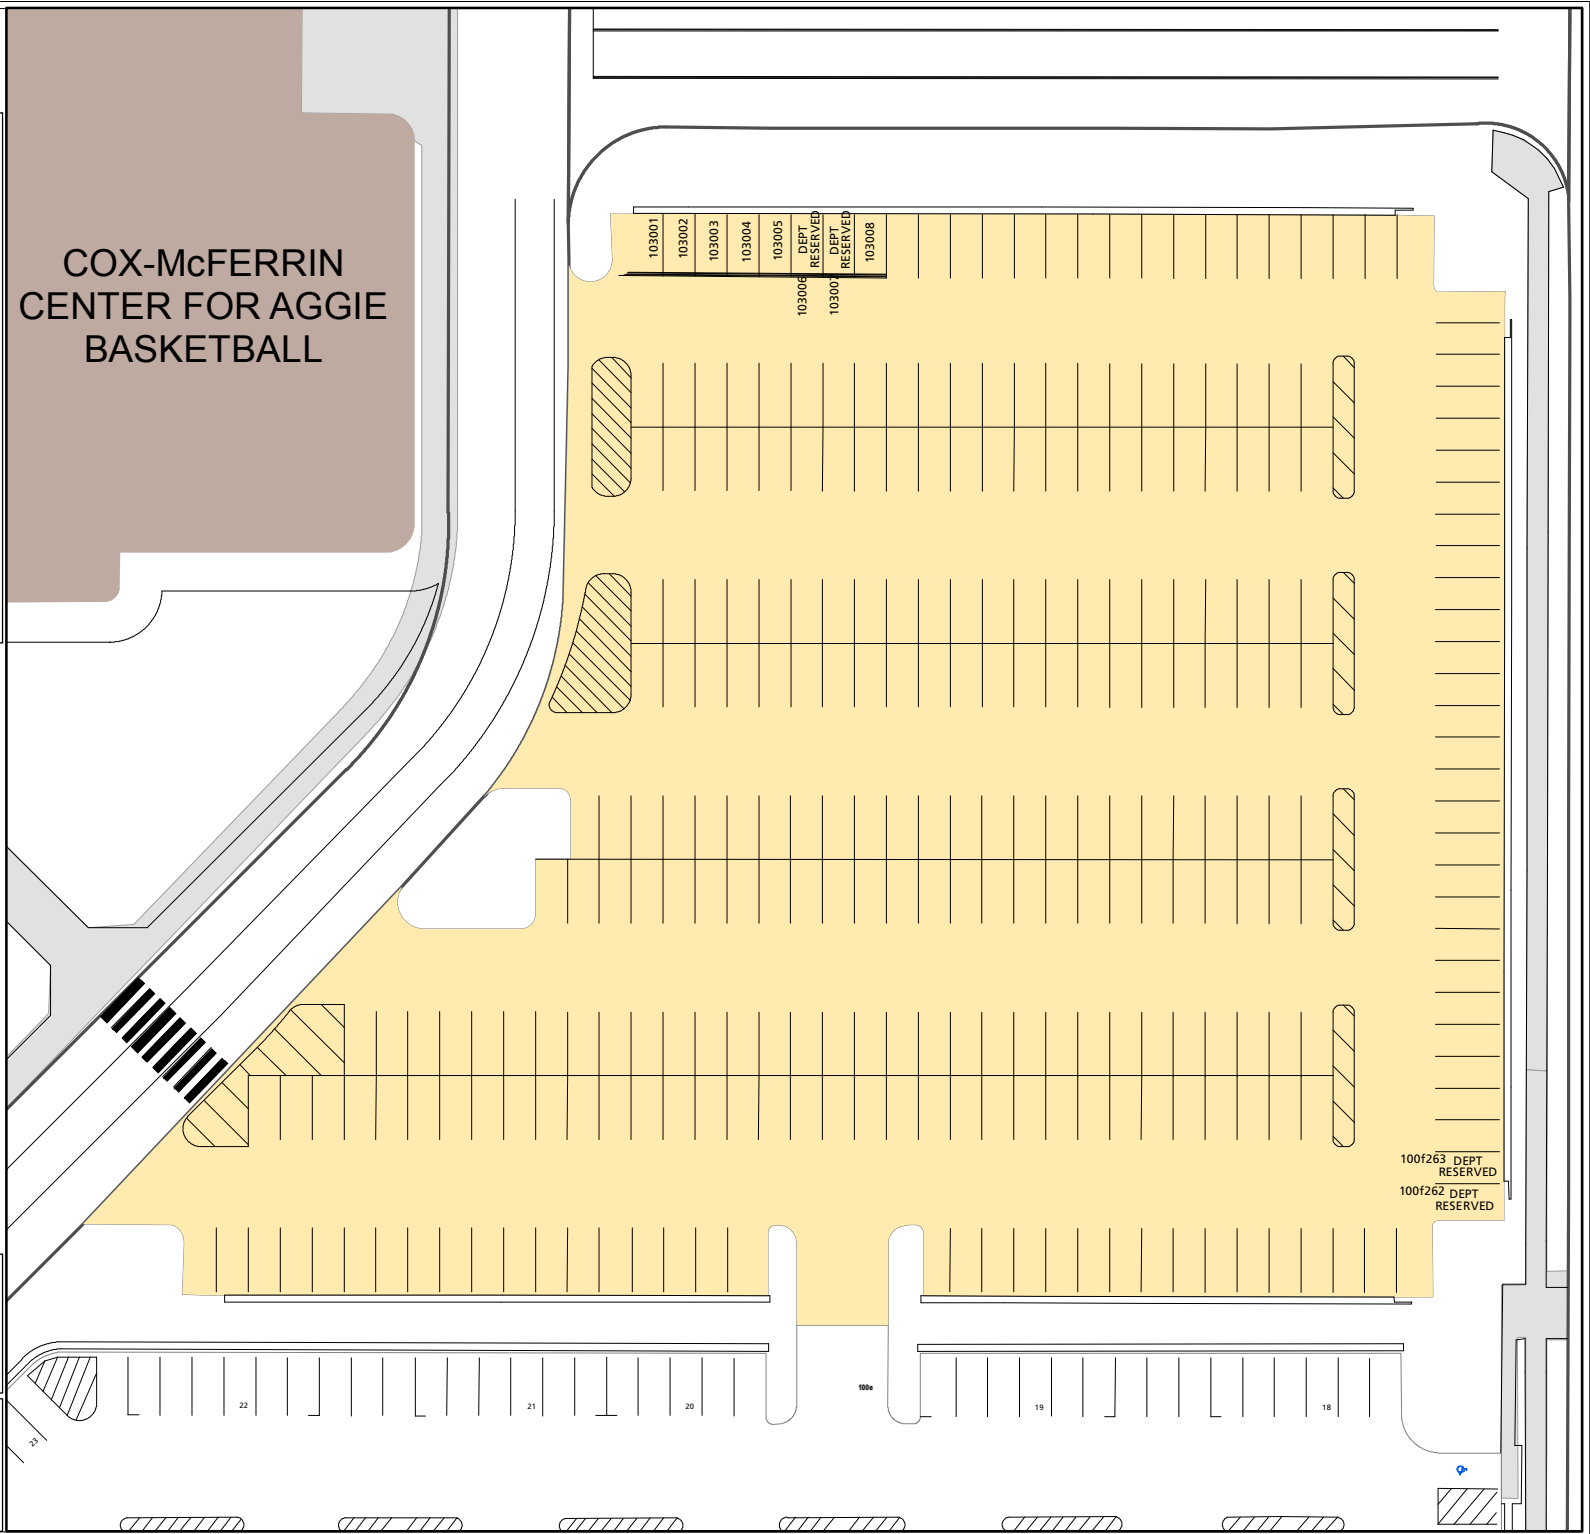 COX-McFERRIN
CENTER FOR AGGIE
BASKETBALL
103001
103002
103003
103004
103005
DEPT
RESERVED
103006
DEPT
RESERVED
103007
103008
100f263 DEPT
RESERVED
100f262 DEPT
RESERVED
100e
22
21
20
19
18
23